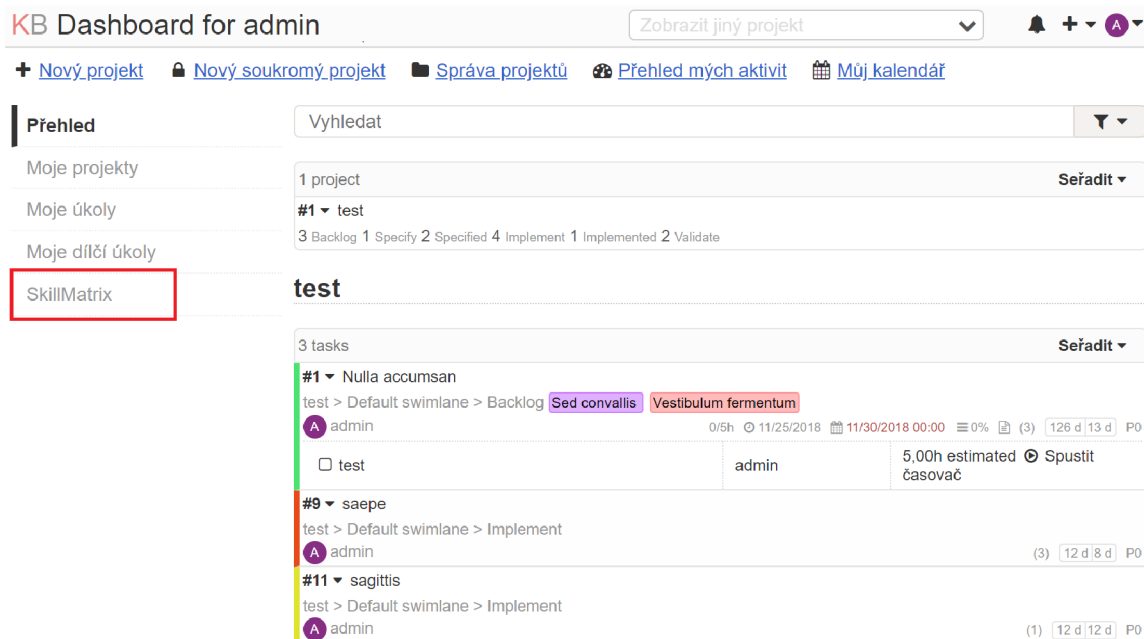 KB Dashboard for admin
Zobrazit jiný projekt
A
Nový projekt Nový soukromý projekt Správa projektů Přehled mých aktivit Můj kalendář
Přehled
Moje projekty
Moje úkoly
Moje dílčí úkoly
SkillMatrix
Vyhledat
1 project Seřadit
#1 test
3 Backlog 1 Specify 2 Specified 4 Implement 1 Implemented 2 Validate
test
3 tasks Seřadit
#1 Nulla accumsan
test > Default swimlane > Backlog Sed convallis Vestibulum fermentum
A admin 0/5h 11/25/2018 11/30/2018 00:00 0% (3) 126 d 13 d P0
test admin 5,00h estimated Spustit
časovač
#9 saepe
test > Default swimlane > Implement
A admin (3) 12 d 8 d P0
#11 sagittis
test > Default swimlane > Implement
A admin (1) 12 d 12 d P0